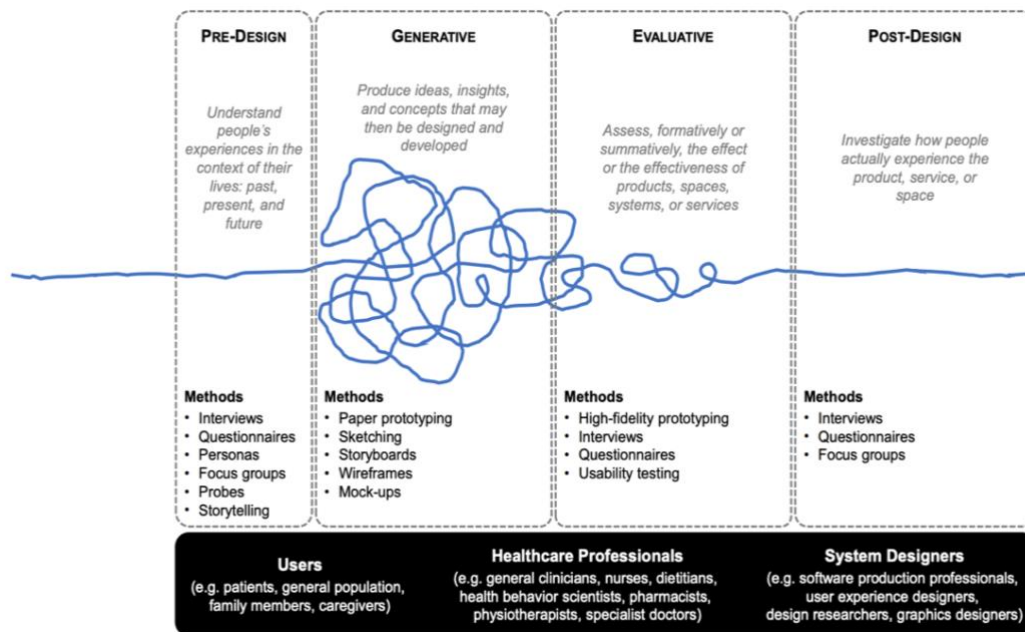 PRE-DESIGN
Understand
people's
experiences in the
context of their
lives: past,
present, and
future
Methods
• Interviews
• Questionnaires
• Personas
• Focus groups
• Probes
• Storytelling
GENERATIVE
Produce ideas, insights,
and concepts that may
then be designed and
developed
Methods
• Paper prototyping
• Sketching
• Storyboards
• Wireframes
• Mock-ups
EVALUATIVE
Assess, formatively or
summatively, the effect
or the effectiveness of
products, spaces,
systems, or services
Methods
• High-fidelity prototyping
• Interviews
• Questionnaires
• Usability testing
POST-DESIGN
Investigate how people
actually experience the
product, service, or
space
Methods
• Interviews
• Questionnaires
• Focus groups
Users
(e.g. patients, general population,
family members, caregivers)
Healthcare Professionals
(e.g. general clinicians, nurses, dietitians,
health behavior scientists, pharmacists,
physiotherapists, specialist doctors)
System Designers
(e.g. software production professionals,
user experience designers,
design researchers, graphics designers)